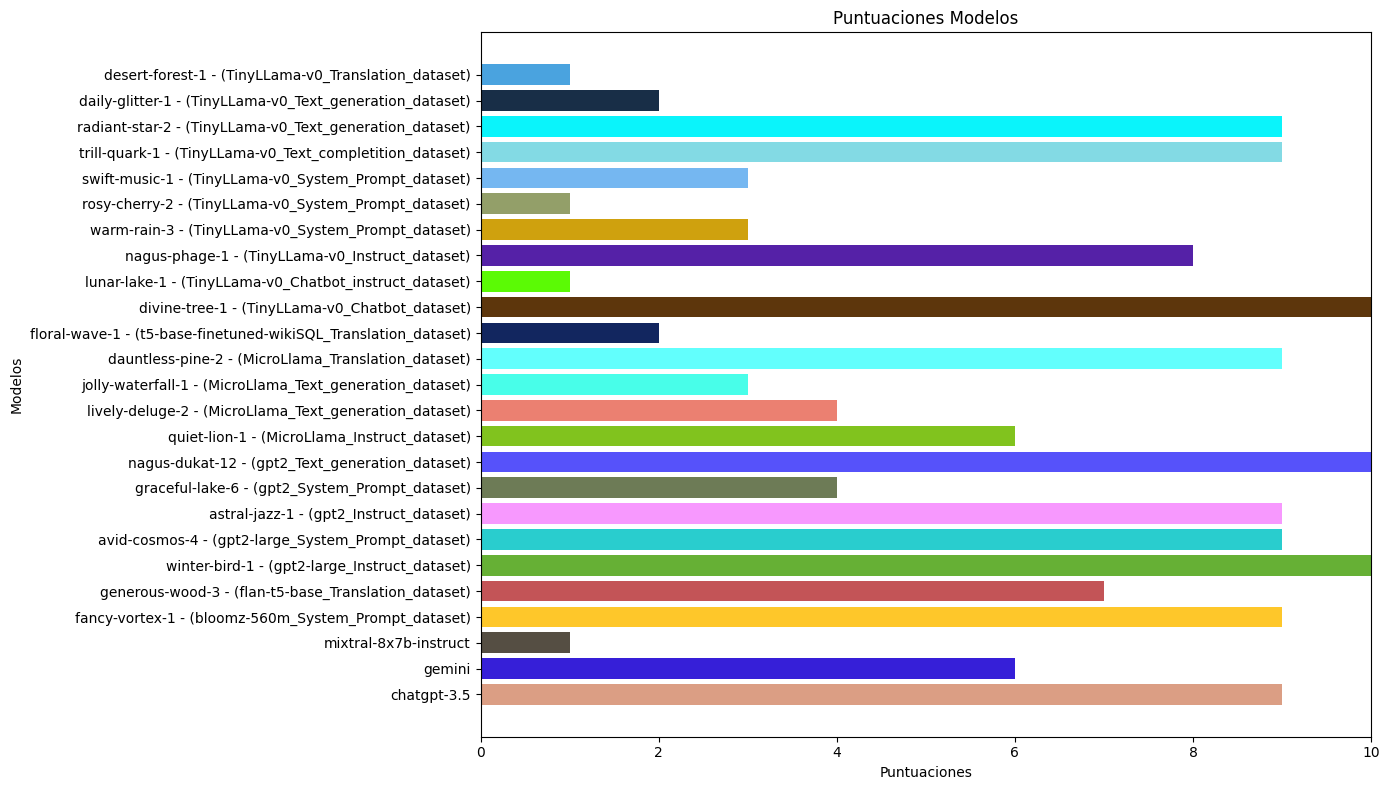 Puntuaciones Modelos
desert-forest-1 - (TinyLLama-v0_Translation_dataset)
daily-glitter-1 - (TinyLLama-v0_Text_generation_dataset)
radiant-star-2 - (TinyLLama-v0_Text_generation_dataset)
trill-quark-1 - (TinyLLama-v0_Text_completition_dataset)
swift-music-1 - (TinyLLama-v0_System_Prompt_dataset)
rosy-cherry-2 - (TinyLLama-v0_System_Prompt_dataset)
warm-rain-3 - (TinyLLama-v0_System_Prompt_dataset)
nagus-phage-1 - (TinyLLama-v0_Instruct_dataset)
lunar-lake-1 - (TinyLLama-v0_Chatbot_instruct_dataset)
divine-tree-1 - (TinyLLama-v0_Chatbot_dataset)
floral-wave-1 - (t5-base-finetuned-wikiSQL_Translation_dataset)
dauntless-pine-2 - (MicroLlama_Translation_dataset)
jolly-waterfall-1 - (MicroLlama_Text_generation_dataset)
lively-deluge-2 - (MicroLlama_Text_generation_dataset)
quiet-lion-1 - (MicroLlama_Instruct_dataset)
nagus-dukat-12 - (gpt2_Text_generation_dataset)
graceful-lake-6 - (gpt2_System_Prompt_dataset)
astral-jazz-1 - (gpt2_Instruct_dataset)
avid-cosmos-4 - (gpt2-large_System_Prompt_dataset)
winter-bird-1 - (gpt2-large_Instruct_dataset)
generous-wood-3 - (flan-t5-base_Translation_dataset)
fancy-vortex-1 - (bloomz-560m_System_Prompt_dataset)
mixtral-8x7b-instruct
gemini
chatgpt-3.5
Modelos
0 2 4 6 8 10
Puntuaciones